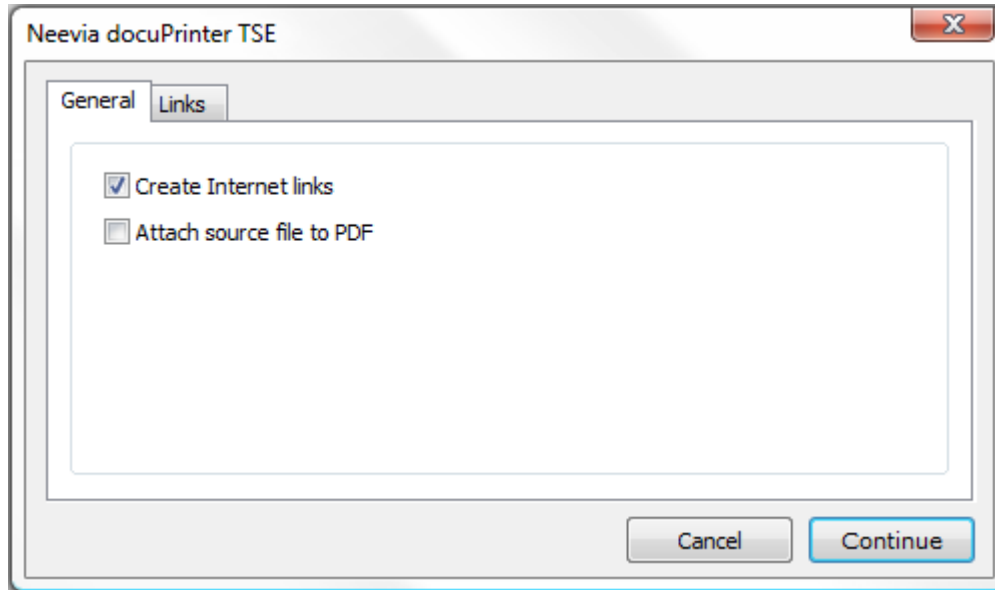 Neevia docuPrinter TSE
General Links
Create Internet links
Attach source file to PDF
Cancel Continue